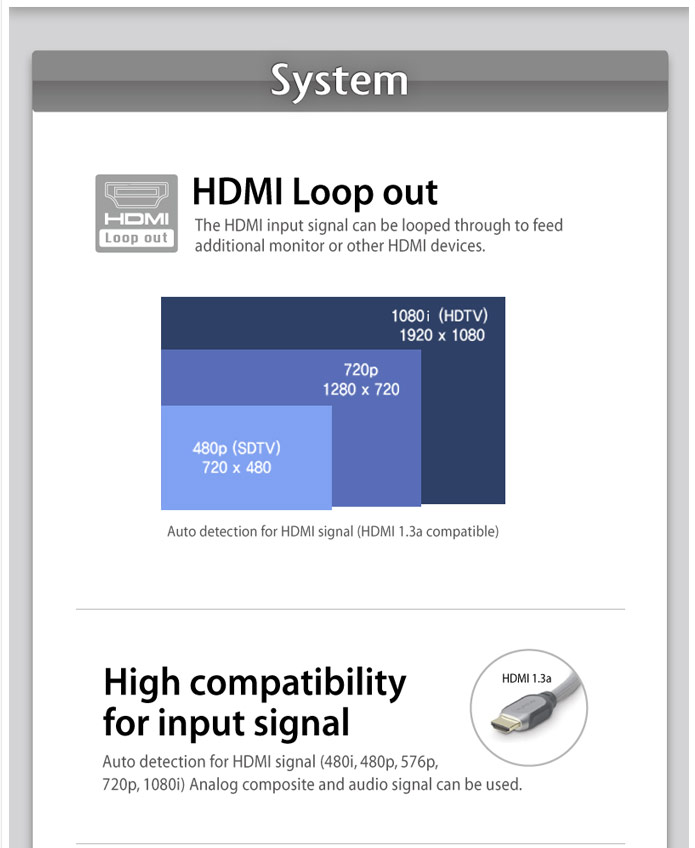 System
HDMI
Loop out
HDMI Loop out
The HDMI input signal can be looped through to feed
additional monitor or other HDMI devices.
1080i (HDTV)
1920 x 1080
720p
1280 x 720
480p (SDTV)
720 x 480
Auto detection for HDMI signal (HDMI 1.3a compatible)
High compatibility
for input signal
HDMI 1.3a
Auto detection for HDMI signal (480i, 480p, 576p,
720p, 1080i) Analog composite and audio signal can be used.